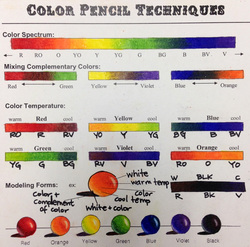 COLOR PENCIL TECHNIQUES
Color Spectrum:
R RO O YO Y YG G BG B BV V
Mixing Complementary Colors:
Red Green Yellow Violet Blue Orange
Color Temperature:
warm Red cool warm Yellow cool warm Blue cool
RO R RV YO Y YG BG B BV
warm Green cool warm Violet cool warm Orange cool
YG G BG RV V BV RO O YO
Modeling Forms: ex:
white
warm temp
color +
complement
of color
cool
color
temp
white + color
W BLK C
R BK V
Red Orange Yellow Green Blue Violet Black